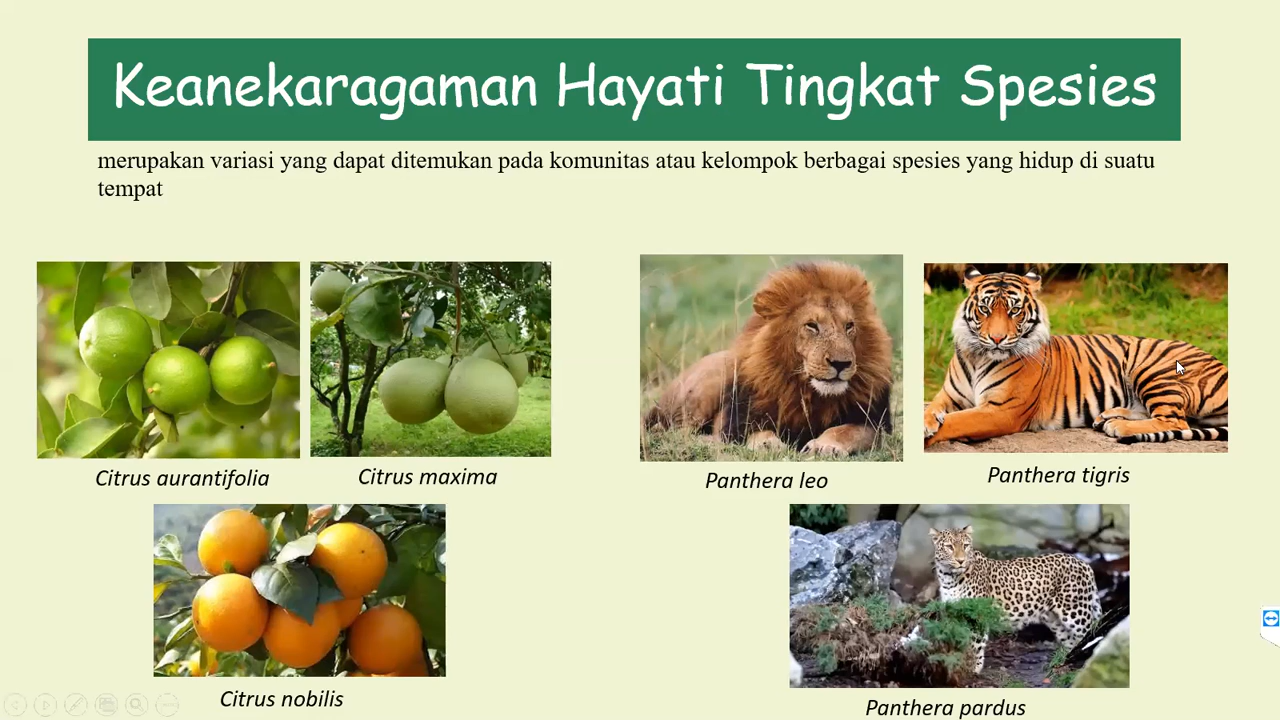 Keanekaragaman Hayati Tingkat Spesies
merupakan variasi yang dapat ditemukan pada komunitas atau kelompok berbagai spesies yang hidup di suatu
tempat
Citrus aurantifolia
Citrus maxima
Panthera leo
Panthera tigris
Citrus nobilis
Panthera pardus